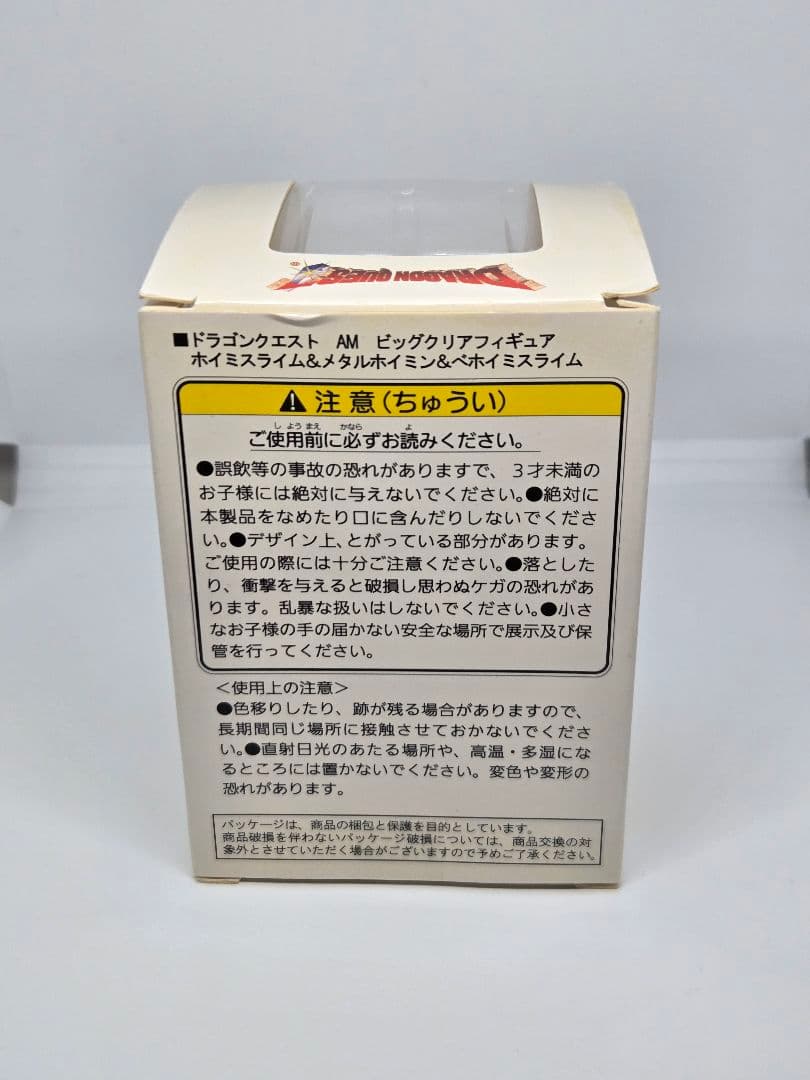 DRAGON QUEST
®
■ドラゴンクエスト AM ビッグクリアフィギュア
ホイミスライム&メタルホイミン&ベホイミスライム
⚠注意(ちゅうい)
ご使用前に必ずお読みください。
しようまえ かなら よ
●誤飲等の事故の恐れがありますで、3才未満の
お子様には絶対に与えないでください。●絶対に
本製品をなめたり口に含んだりしないでくださ
い。●デザイン上、とがっている部分があります。
ご使用の際には十分ご注意ください。●落とした
り、衝撃を与えると破損し思わぬケガの恐れがあ
ります。乱暴な扱いはしないでください。●小さ
なお子様の手の届かない安全な場所で展示及び保
管を行ってください。
<使用上の注意>
●色移りしたり、跡が残る場合がありますので、
長期間同じ場所に接触させておかないでくださ
い。●直射日光のあたる場所や、高温・多湿にな
るところには置かないでください。変色や変形の
恐れがあります。
パッケージは、商品の梱包と保護を目的としています。
商品破損を伴わないパッケージ破損については、商品交換の対
象外とさせていただく場合がございますので予めご了承ください。